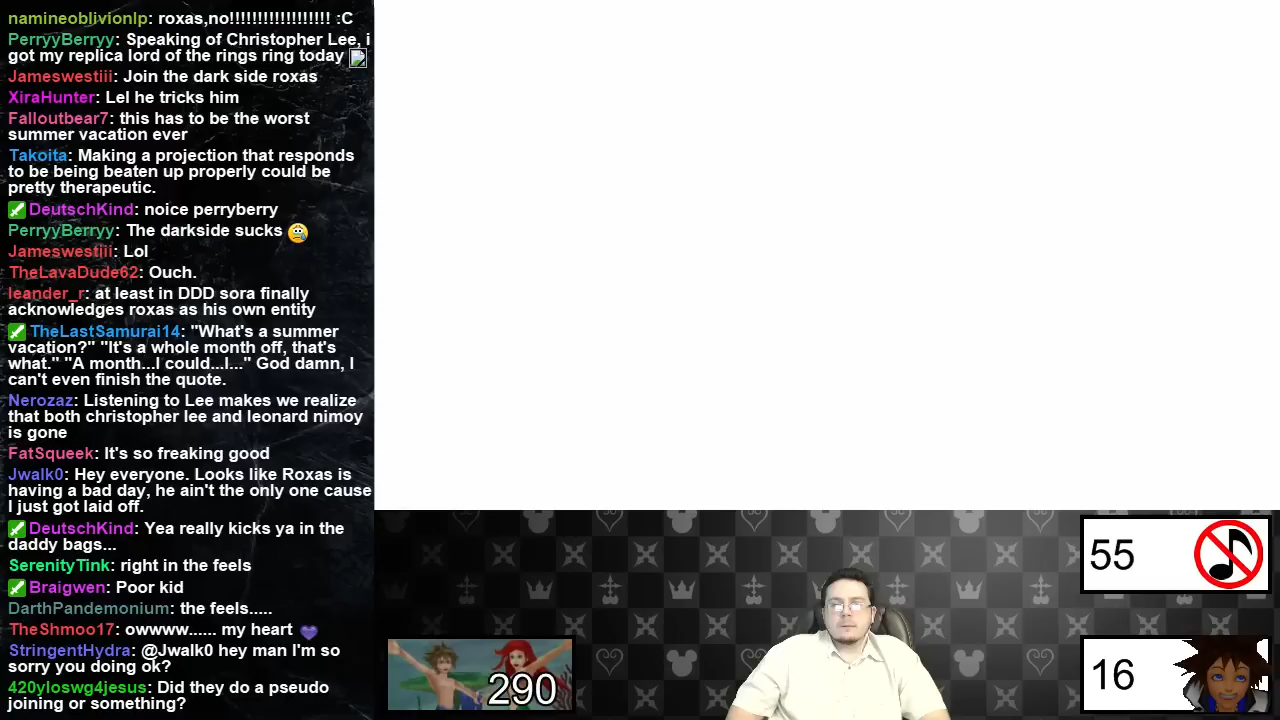 namineoblivionlp: roxas,no!!!!!!!!!!!!!!!!!! :C
PerryyBerryy: Speaking of Christopher Lee, i
got my replica lord of the rings ring today
Jameswestiii: Join the dark side roxas
XiraHunter: Lel he tricks him
Falloutbear7: this has to be the worst
summer vacation ever
Takoita: Making a projection that responds
to be being beaten up properly could be
pretty therapeutic.
DeutschKind: noice perryberry
PerryyBerryy: The darkside sucks
Jameswestiii: Lol
TheLavaDude62: Ouch.
leander_r: at least in DDD sora finally
acknowledges roxas as his own entity
TheLastSamurai14: "What's a summer
vacation?" "It's a whole month off, that's
what." "A month...I could...I..." God damn, I
can't even finish the quote.
Nerozaz: Listening to Lee makes we realize
that both christopher lee and leonard nimoy
is gone
FatSqueek: It's so freaking good
Jwalk0: Hey everyone. Looks like Roxas is
having a bad day, he ain't the only one cause
I just got laid off.
DeutschKind: Yea really kicks ya in the
daddy bags...
SerenityTink: right in the feels
Braigwen: Poor kid
DarthPandemonium: the feels.....
TheShmoo17: owwww...... my heart
StringentHydra: @Jwalk0 hey man I'm so
sorry you doing ok?
420yloswg4jesus: Did they do a pseudo
joining or something?
55
290
16